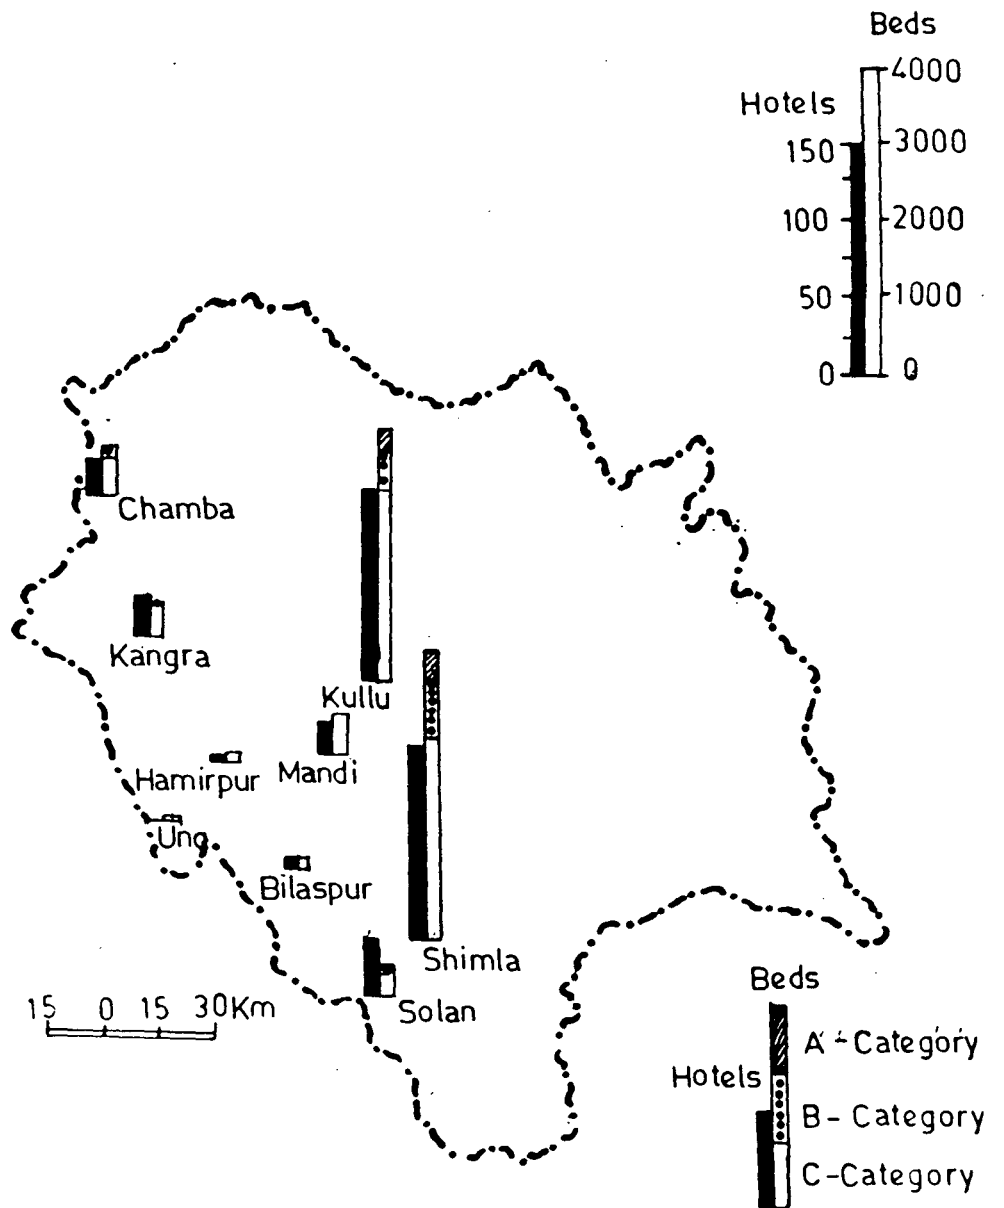 Beds
Hotels
4000
150
3000
100
2000
50
1000
0
0
Chamba
Kangra
Kullu
Hamirpur
Mandi
Una
Bilaspur
Shimla
Solan
15 0 15 30Km
Beds
A - Category
Hotels
B - Category
C - Category